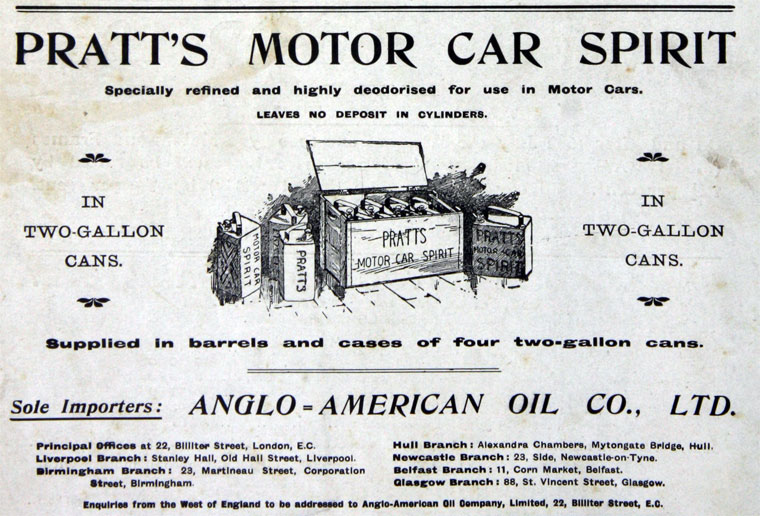 PRATT'S MOTOR CAR SPIRIT
Specially refined and highly deodorised for use in Motor Cars.
LEAVES NO DEPOSIT IN CYLINDERS.
IN
TWO-GALLON
CANS.
PRATTS
MOTOR CAR SPIRIT
MOTOR CAR
SPIRIT
PRATT'S
PRATTS
MOTOR CAR
SPIRIT
IN
TWO-GALLON
CANS.
Supplied in barrels and cases of four two-gallon cans.
Sole Importers: ANGLO=AMERICAN OIL CO., LTD.
Principal Offices at 22, Billiter Street, London, E.C.
Liverpool Branch: Stanley Hall, Old Hall Street, Liverpool.
Birmingham Branch: 23, Martineau Street, Corporation
Street, Birmingham.
Hull Branch: Alexandra Chambers, Mytongate Bridge, Hull.
Newcastle Branch: 23, Side, Newcastle-on-Tyne.
Belfast Branch: 11, Corn Market, Belfast.
Glasgow Branch: 88, St. Vincent Street, Glasgow.
Enquiries from the West of England to be addressed to Anglo-American Oil Company, Limited, 22, Billiter Street, E.C.